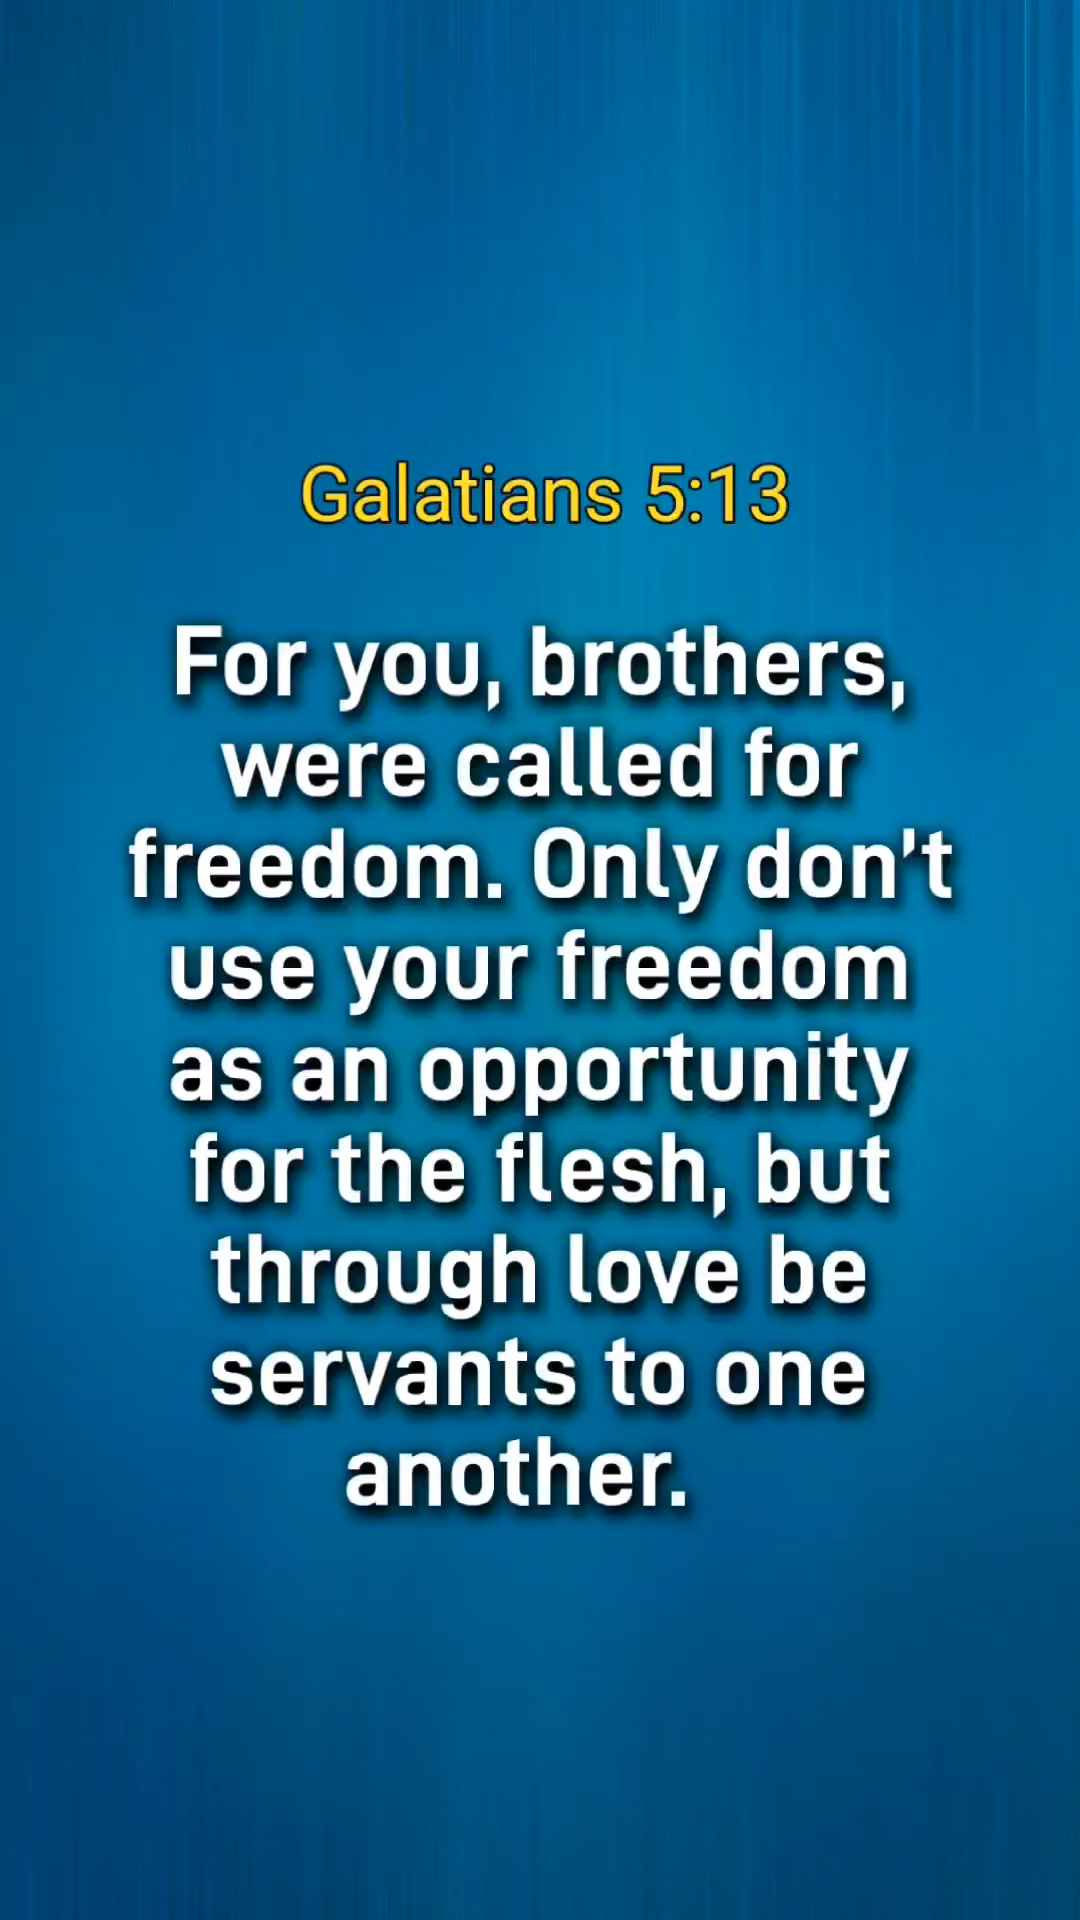 Galatians 5:13
For you, brothers,
were called for
freedom. Only don't
use your freedom
as an opportunity
for the flesh, but
through love be
servants to one
another.